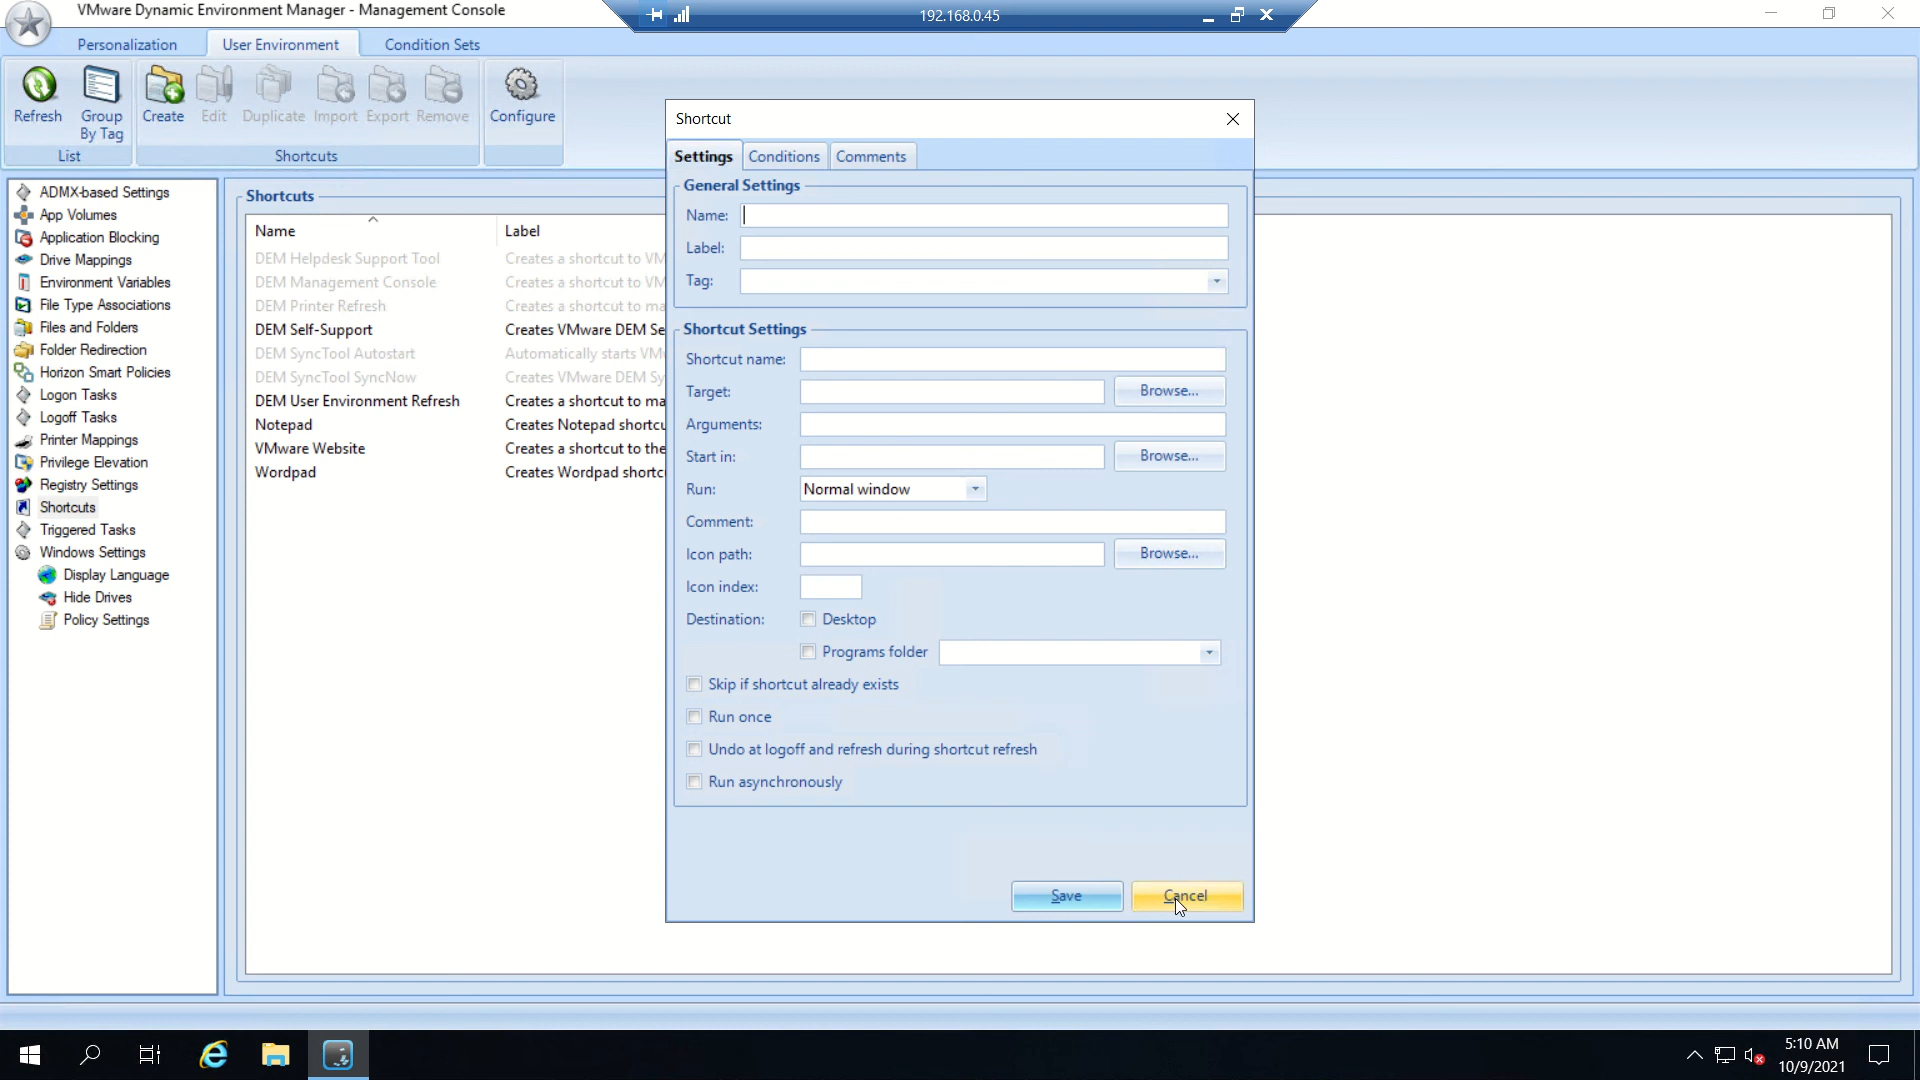 VMware Dynamic Environment Manager - Management Console
192.168.0.45
Personalization
User Environment
Condition Sets
Refresh
Group
By Tag
Create
Edit
Duplicate
Import
Export
Remove
Configure
List
Shortcuts
ADMX-based Settings
App Volumes
Application Blocking
Drive Mappings
Environment Variables
File Type Associations
Files and Folders
Folder Redirection
Horizon Smart Policies
Logon Tasks
Logoff Tasks
Printer Mappings
Privilege Elevation
Registry Settings
Shortcuts
Triggered Tasks
Windows Settings
Display Language
Hide Drives
Policy Settings
Shortcuts
Name Label
DEM Helpdesk Support Tool Creates a shortcut to VM
DEM Management Console Creates a shortcut to VM
DEM Printer Refresh Creates a shortcut to ma
DEM Self-Support Creates VMware DEM Se
DEM SyncTool Autostart Automatically starts VM
DEM SyncTool SyncNow Creates VMware DEM Sy
DEM User Environment Refresh Creates a shortcut to ma
Notepad Creates Notepad shortcu
VMware Website Creates a shortcut to the
Wordpad Creates Wordpad shortc
Shortcut
Settings Conditions Comments
General Settings
Name:
Label:
Tag:
Shortcut Settings
Shortcut name:
Target: Browse...
Arguments:
Start in: Browse...
Run: Normal window
Comment:
Icon path: Browse...
Icon index:
Destination: Desktop
Programs folder
Skip if shortcut already exists
Run once
Undo at logoff and refresh during shortcut refresh
Run asynchronously
Save Cancel
5:10 AM
10/9/2021